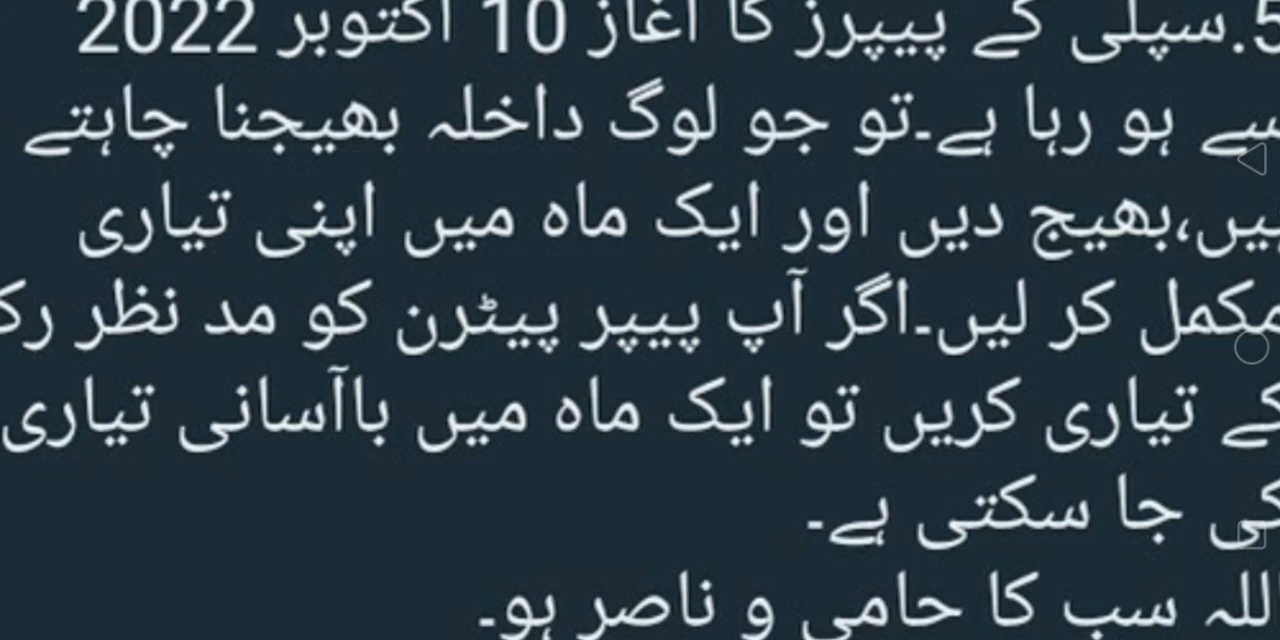 5.سپلی کے پیپرز کا آغاز 10 اکتوبر 2022
سے ہو رہا ہے۔تو جو لوگ داخلہ بھیجنا چاہتے
ہیں،بھیج دیں اور ایک ماہ میں اپنی تیاری
مکمل کر لیں۔اگر آپ پیپر پیٹرن کو مد نظر رک
کے تیاری کریں تو ایک ماہ میں باآسانی تیاری
کی جا سکتی ہے۔
اللہ سب کا حامی و ناصر ہو۔